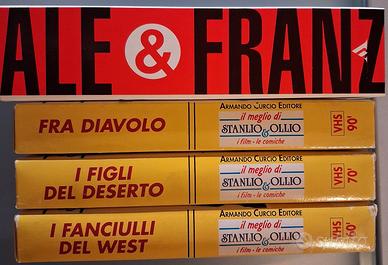 ALE & FRANZ
FRA DIAVOLO
ARMANDO CURCIO EDITORE
il meglio di
STANLIO & OLLIO
i film - le comiche
VHS
90'
I FIGLI
DEL DESERTO
ARMANDO CURCIO EDITORE
il meglio di
STANLIO & OLLIO
i film - le comiche
VHS
70'
I FANCIULLI
DEL WEST
ARMANDO CURCIO EDITORE
il meglio di
STANLIO & OLLIO
i film - le comiche
VHS
60'